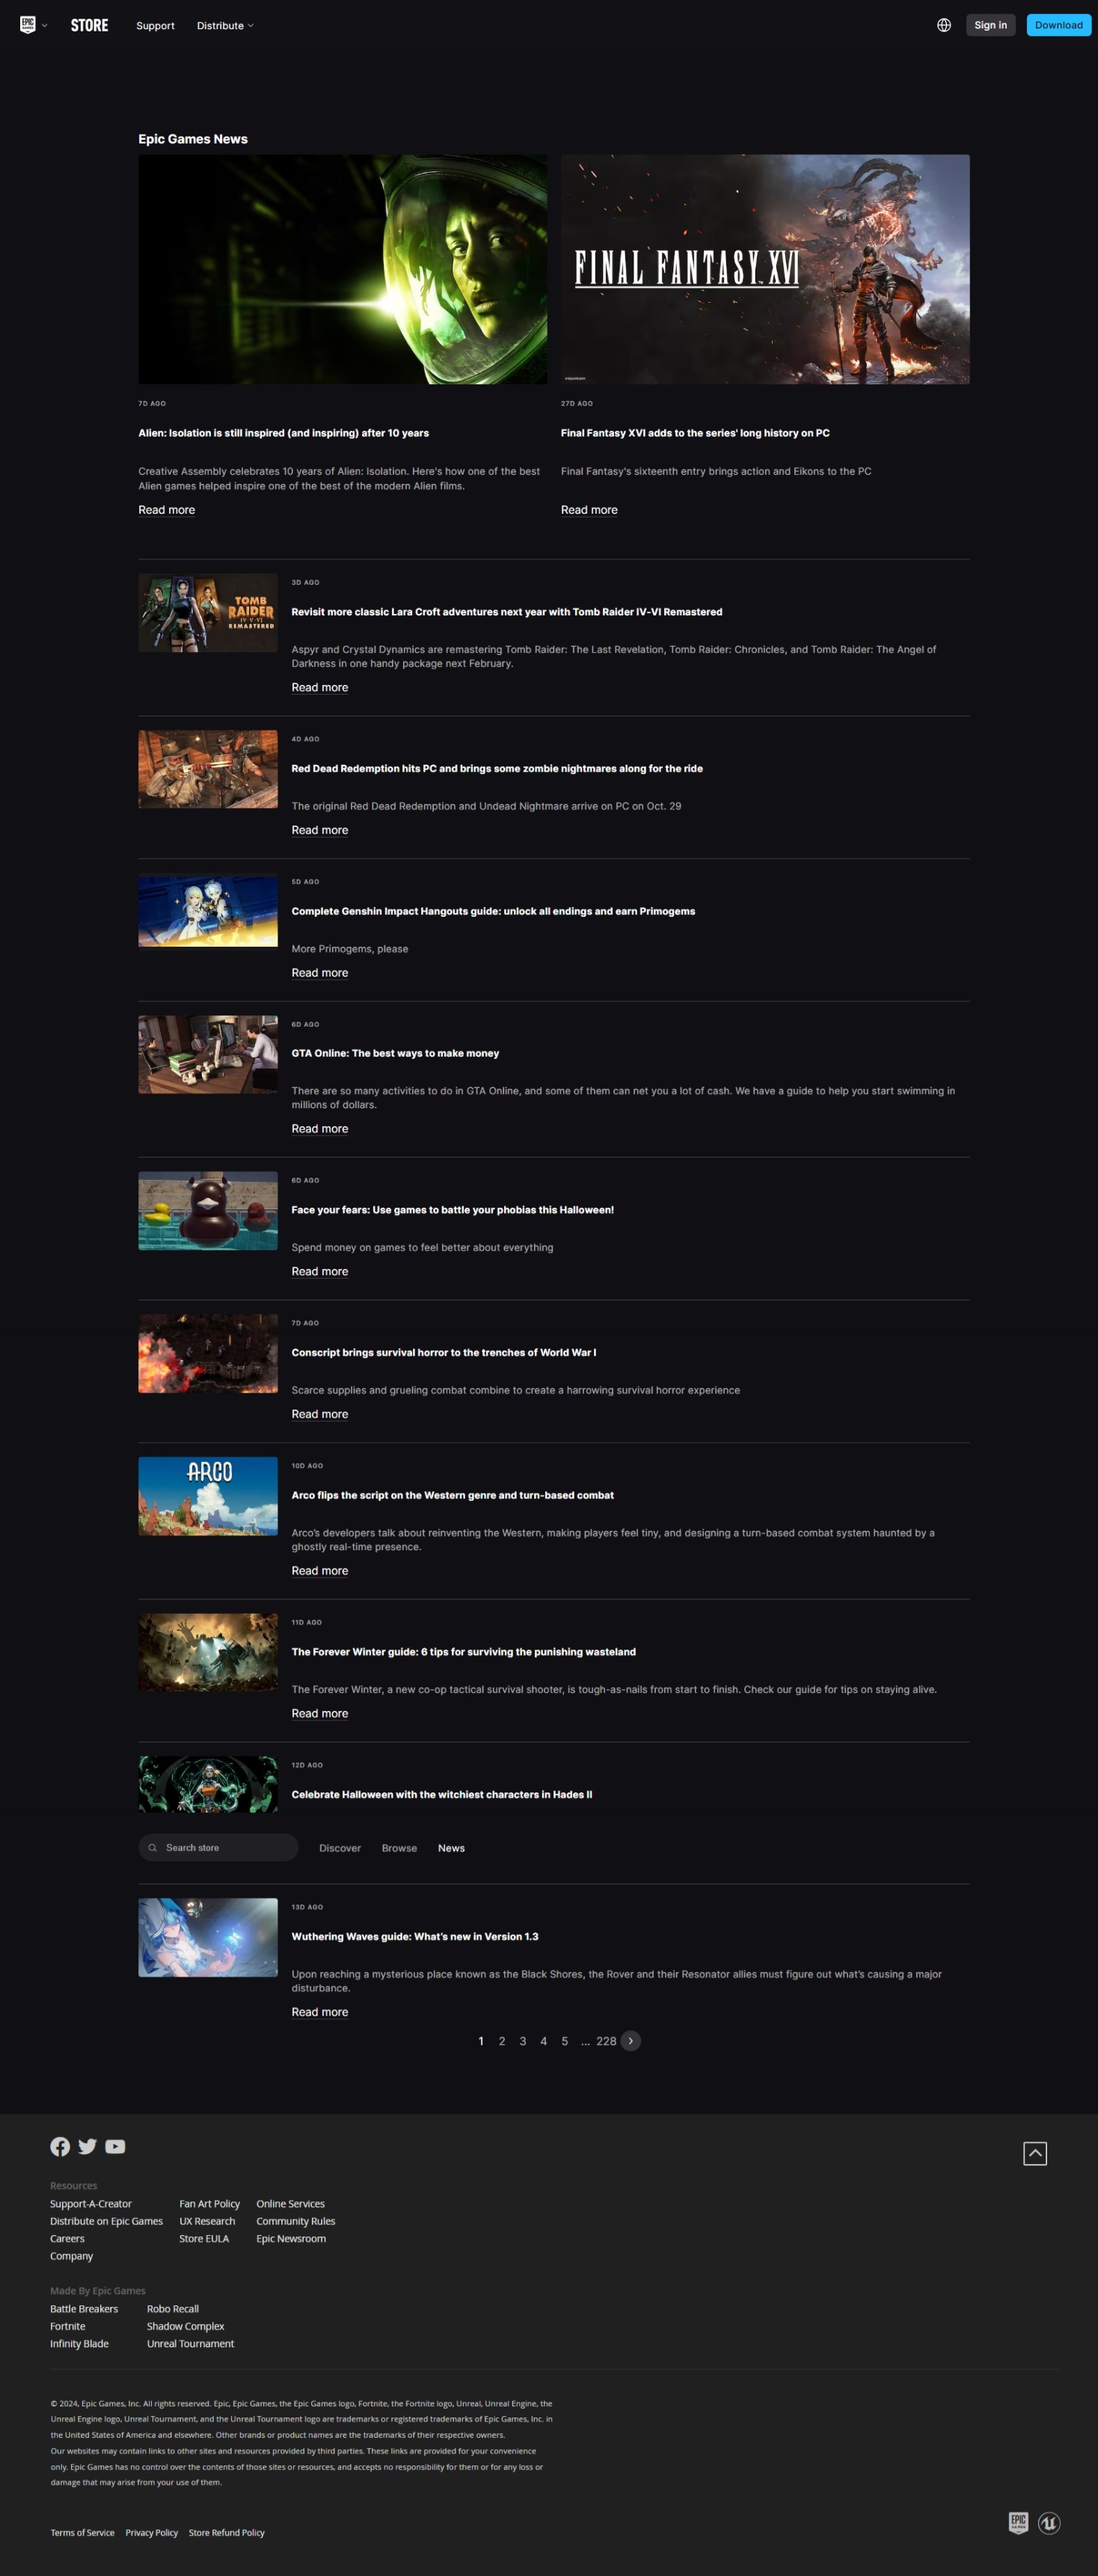 EPIC GAMES
STORE
Support
Distribute
Sign in
Download
Epic Games News
FINAL FANTASY XVI
7D AGO
Alien: Isolation is still inspired (and inspiring) after 10 years
Creative Assembly celebrates 10 years of Alien: Isolation. Here's how one of the best
Alien games helped inspire one of the best of the modern Alien films.
Read more
27D AGO
Final Fantasy XVI adds to the series' long history on PC
Final Fantasy's sixteenth entry brings action and Eikons to the PC
Read more
TOMB
RAIDER
IV-V-VI
REMASTERED
3D AGO
Revisit more classic Lara Croft adventures next year with Tomb Raider IV-VI Remastered
Aspyr and Crystal Dynamics are remastering Tomb Raider: The Last Revelation, Tomb Raider: Chronicles, and Tomb Raider: The Angel of
Darkness in one handy package next February.
Read more
4D AGO
Red Dead Redemption hits PC and brings some zombie nightmares along for the ride
The original Red Dead Redemption and Undead Nightmare arrive on PC on Oct. 29
Read more
5D AGO
Complete Genshin Impact Hangouts guide: unlock all endings and earn Primogems
More Primogems, please
Read more
6D AGO
GTA Online: The best ways to make money
There are so many activities to do in GTA Online, and some of them can net you a lot of cash. We have a guide to help you start swimming in
millions of dollars.
Read more
6D AGO
Face your fears: Use games to battle your phobias this Halloween!
Spend money on games to feel better about everything
Read more
7D AGO
Conscript brings survival horror to the trenches of World War I
Scarce supplies and grueling combat combine to create a harrowing survival horror experience
Read more
ARCO
10D AGO
Arco flips the script on the Western genre and turn-based combat
Arco's developers talk about reinventing the Western, making players feel tiny, and designing a turn-based combat system haunted by a
ghostly real-time presence.
Read more
11D AGO
The Forever Winter guide: 6 tips for surviving the punishing wasteland
The Forever Winter, a new co-op tactical survival shooter, is tough-as-nails from start to finish. Check our guide for tips on staying alive.
Read more
12D AGO
Celebrate Halloween with the witchiest characters in Hades II
Search store
Discover
Browse
News
13D AGO
Wuthering Waves guide: What's new in Version 1.3
Upon reaching a mysterious place known as the Black Shores, the Rover and their Resonator allies must figure out what's causing a major
disturbance.
Read more
1 2 3 4 5 ... 228
Resources
Support-A-Creator Fan Art Policy Online Services
Distribute on Epic Games UX Research Community Rules
Careers Store EULA Epic Newsroom
Company
Made By Epic Games
Battle Breakers Robo Recall
Fortnite Shadow Complex
Infinity Blade Unreal Tournament
© 2024, Epic Games, Inc. All rights reserved. Epic, Epic Games, the Epic Games logo, Fortnite, the Fortnite logo, Unreal, Unreal Engine, the
Unreal Engine logo, Unreal Tournament, and the Unreal Tournament logo are trademarks or registered trademarks of Epic Games, Inc. in
the United States of America and elsewhere. Other brands or product names are the trademarks of their respective owners.
Our websites may contain links to other sites and resources provided by third parties. These links are provided for your convenience
only. Epic Games has no control over the contents of those sites or resources, and accepts no responsibility for them or for any loss or
damage that may arise from your use of them.
Terms of Service Privacy Policy Store Refund Policy
EPIC GAMES